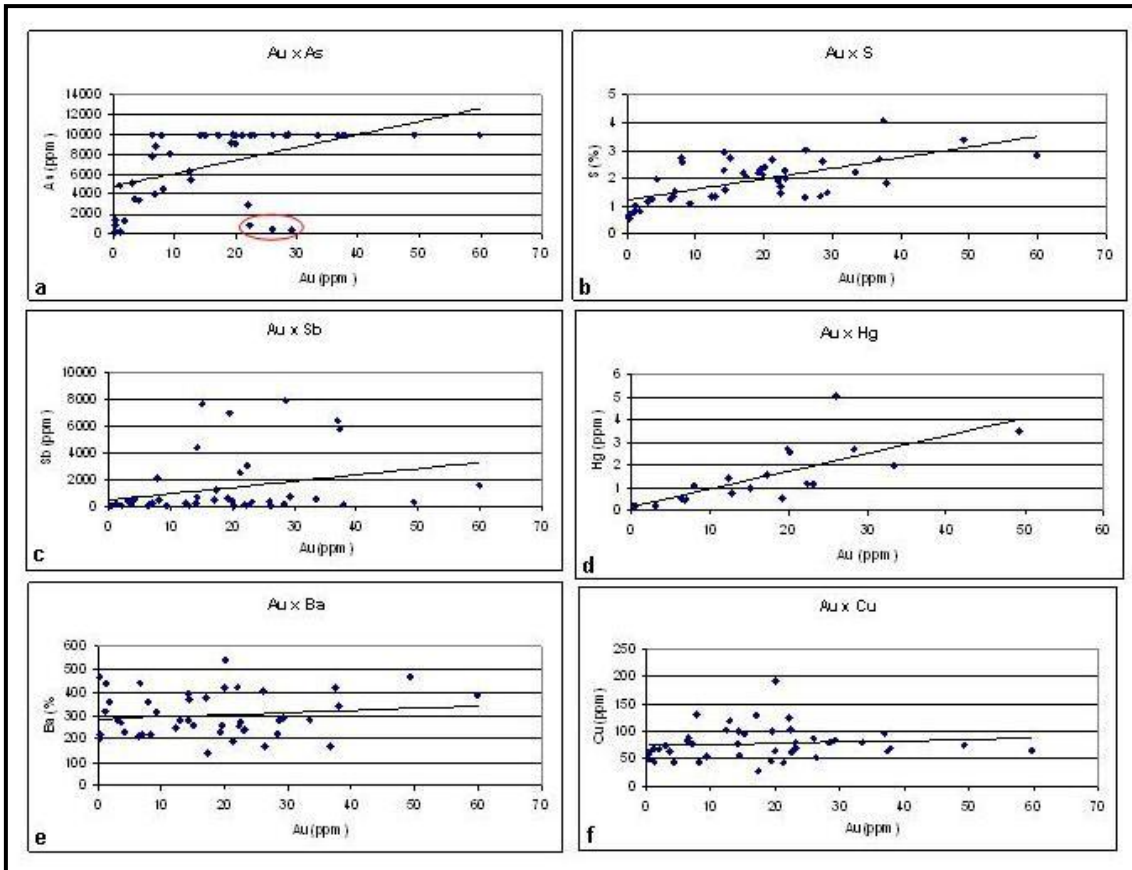 Au x As
As (ppm)
14000
12000
10000
8000
6000
4000
2000
0
0 10 20 30 40 50 60 70
Au (ppm)
a
Au x S
S (%)
5
4
3
2
1
0
0 10 20 30 40 50 60 70
Au (ppm)
b
Au x Sb
Sb (ppm)
10000
8000
6000
4000
2000
0
0 10 20 30 40 50 60 70
Au (ppm)
c
Au x Hg
Hg (ppm)
6
5
4
3
2
1
0
0 10 20 30 40 50 60
Au (ppm)
d
Au x Ba
Ba (%
600
500
400
300
200
100
0
0 10 20 30 40 50 60 70
Au (ppm)
e
Au x Cu
Cu (ppm)
250
200
150
100
50
0
0 10 20 30 40 50 60 70
Au (ppm)
f